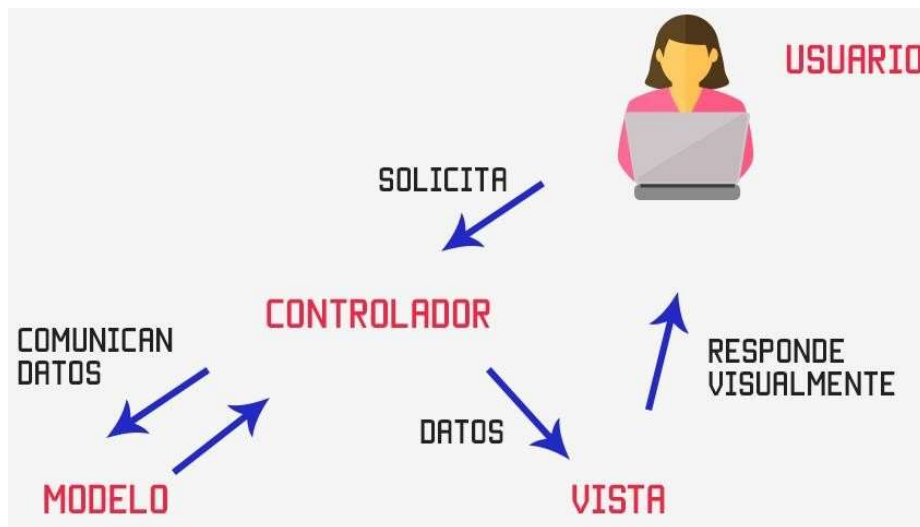 USUARIO
SOLICITA
CONTROLADOR
COMUNICAN
DATOS
RESPONDE
VISUALMENTE
DATOS
MODELO
VISTA